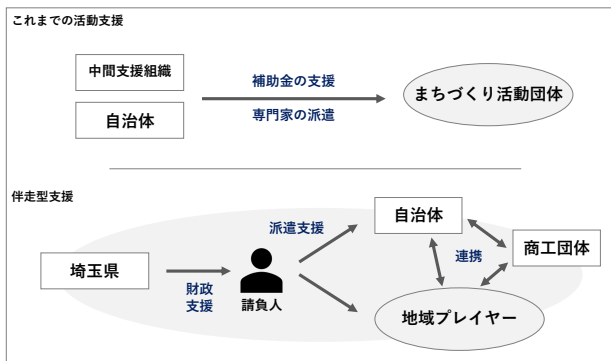 これまでの活動支援
中間支援組織
自治体
補助金の支援
専門家の派遣
まちづくり活動団体
伴走型支援
埼玉県
財政
支援
請負人
派遣支援
自治体
連携
商工団体
地域プレイヤー